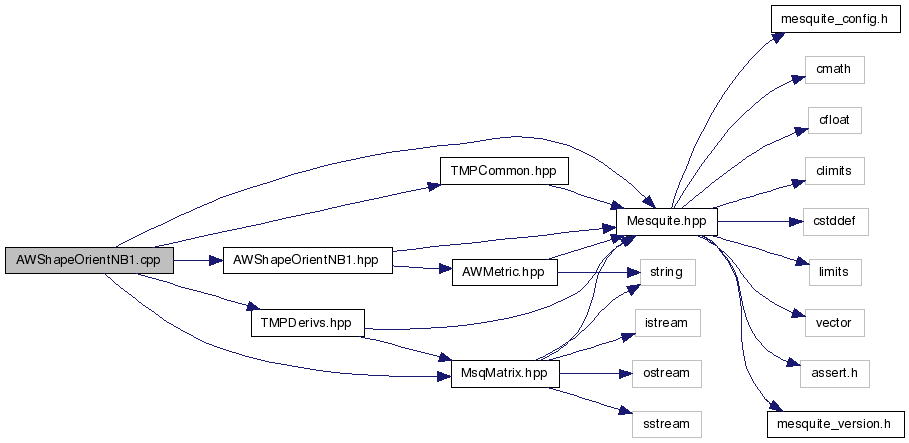 mesquite_config.h
cmath
cfloat
TMPCommon.hpp
climits
Mesquite.hpp
cstddef
AWShapeOrientNB1.cpp
AWShapeOrientNB1.hpp
AWMetric.hpp
string
limits
TMPDerivs.hpp
istream
vector
MsqMatrix.hpp
ostream
assert.h
sstream
mesquite_version.h